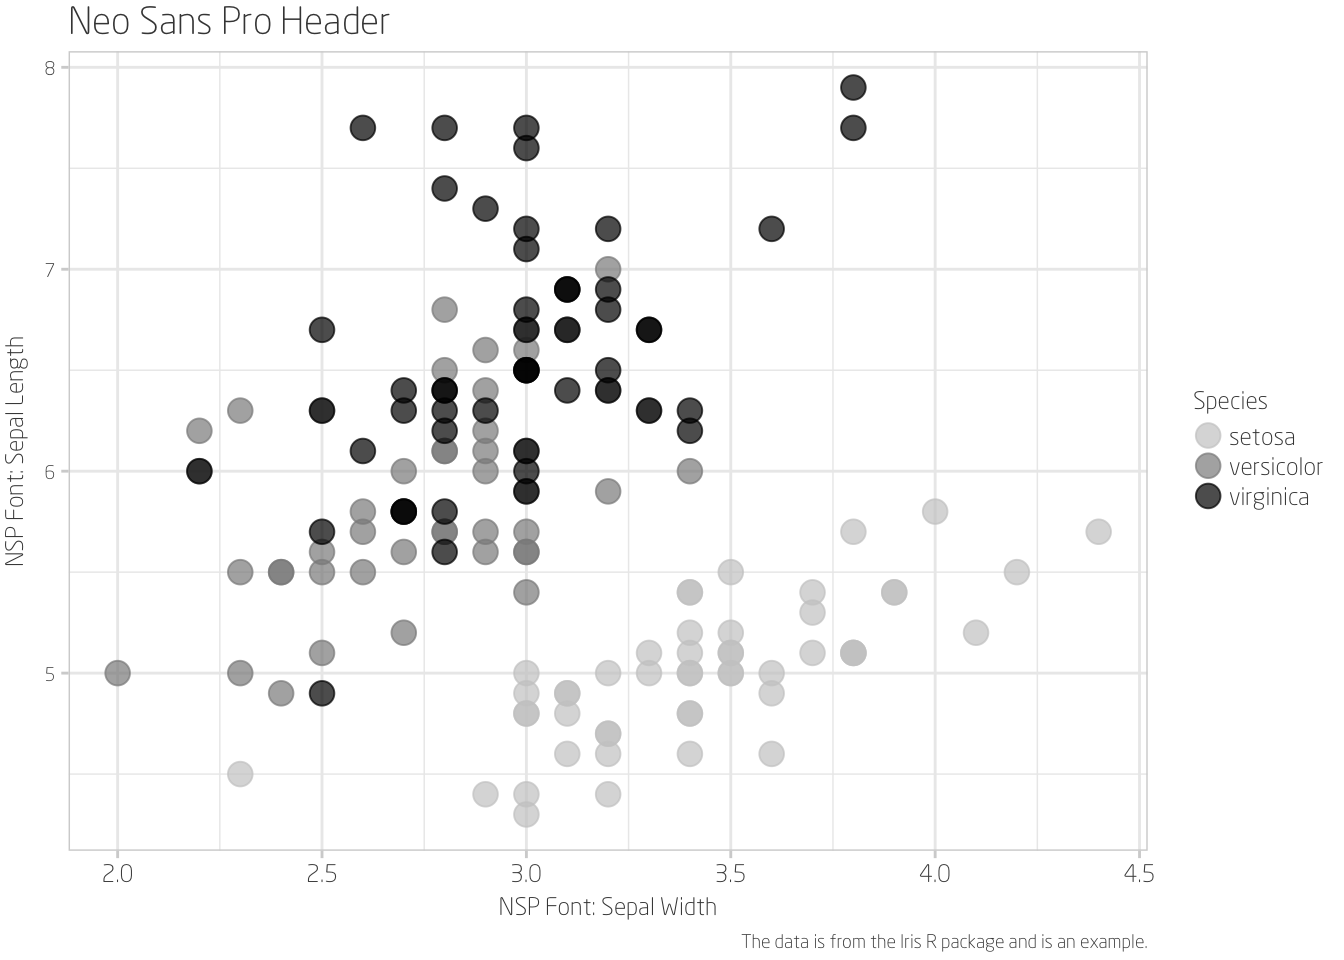 Neo Sans Pro Header
8
7
6
5
NSP Font: Sepal Length
2.0 2.5 3.0 3.5 4.0 4.5
NSP Font: Sepal Width
Species
setosa
versicolor
virginica
The data is from the Iris R package and is an example.